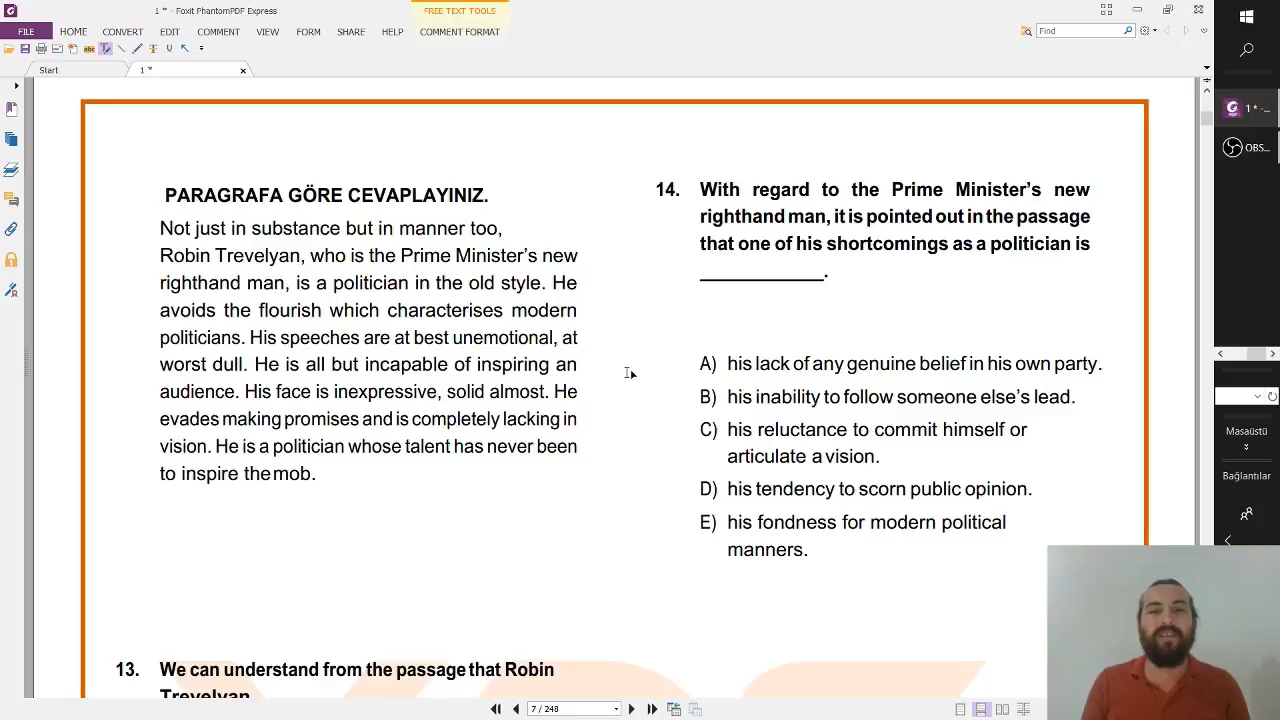 1 * - Foxit PhantomPDF Express
FREE TEXT TOOLS
FILE
HOME
CONVERT
EDIT
COMMENT
VIEW
FORM
SHARE
HELP
COMMENT FORMAT
Find
Start
1 *
PARAGRAFA GÖRE CEVAPLAYINIZ.
Not just in substance but in manner too,
Robin Trevelyan, who is the Prime Minister's new
righthand man, is a politician in the old style. He
avoids the flourish which characterises modern
politicians. His speeches are at best unemotional, at
worst dull. He is all but incapable of inspiring an
audience. His face is inexpressive, solid almost. He
evades making promises and is completely lacking in
vision. He is a politician whose talent has never been
to inspire the mob.
13. We can understand from the passage that Robin
Trevelyan
14. With regard to the Prime Minister's new
righthand man, it is pointed out in the passage
that one of his shortcomings as a politician is
____________.
A) his lack of any genuine belief in his own party.
B) his inability to follow someone else's lead.
C) his reluctance to commit himself or
articulate a vision.
D) his tendency to scorn public opinion.
E) his fondness for modern political
manners.
7 / 248
1 * -...
OBS...
Masaüstü
Bağlantılar